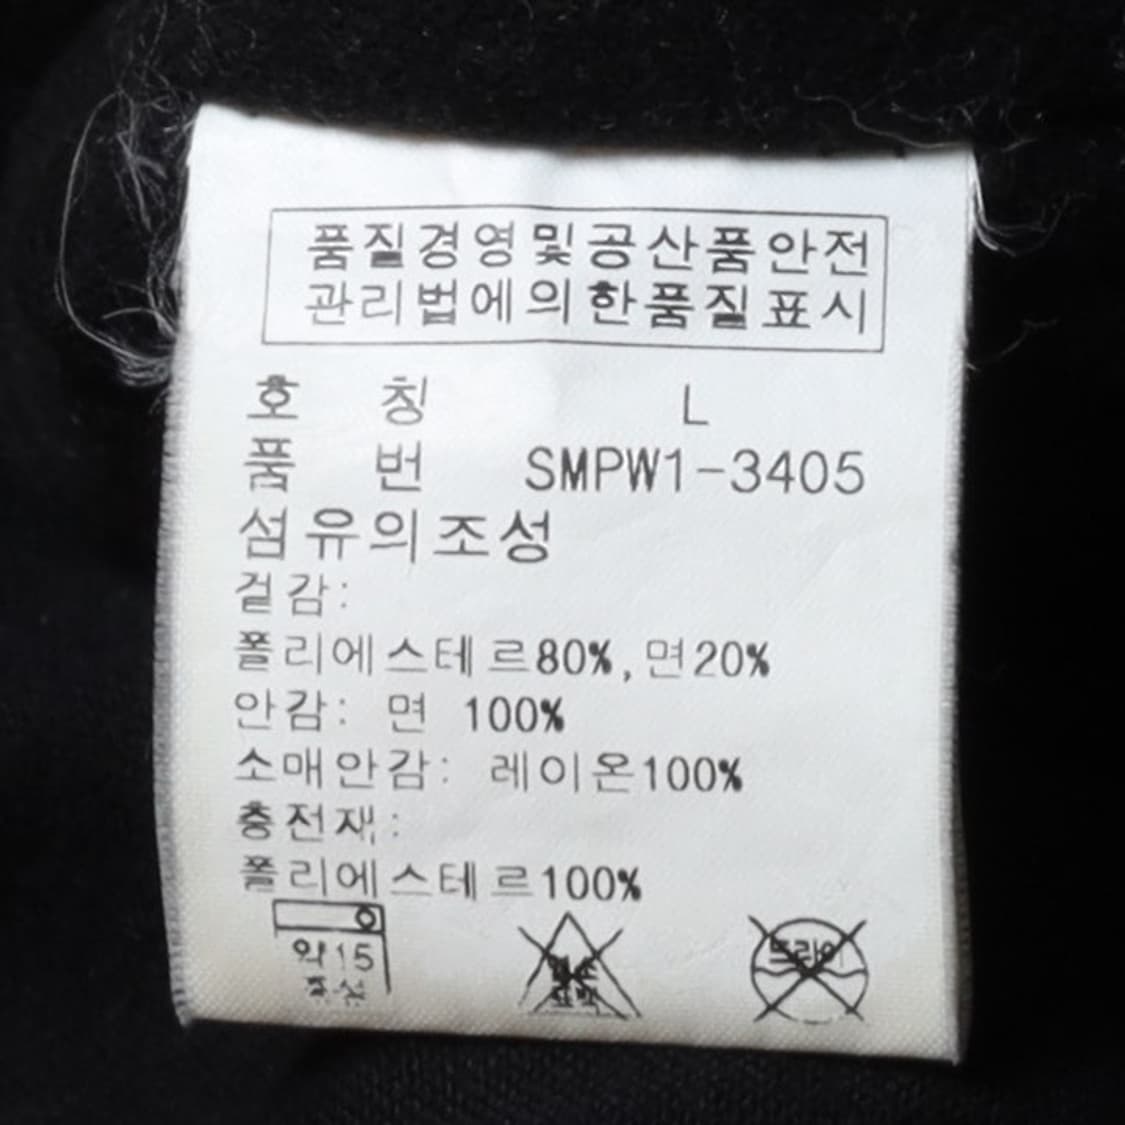 품질경영및공산품안전
관리법에의한품질표시
호 칭 L
품 번 SMPW1-3405
섬유의조성
겉감:
폴리에스테르80%,면20%
안감: 면 100%
소매안감: 레이온100%
충전재:
폴리에스테르100%
약15
드라이